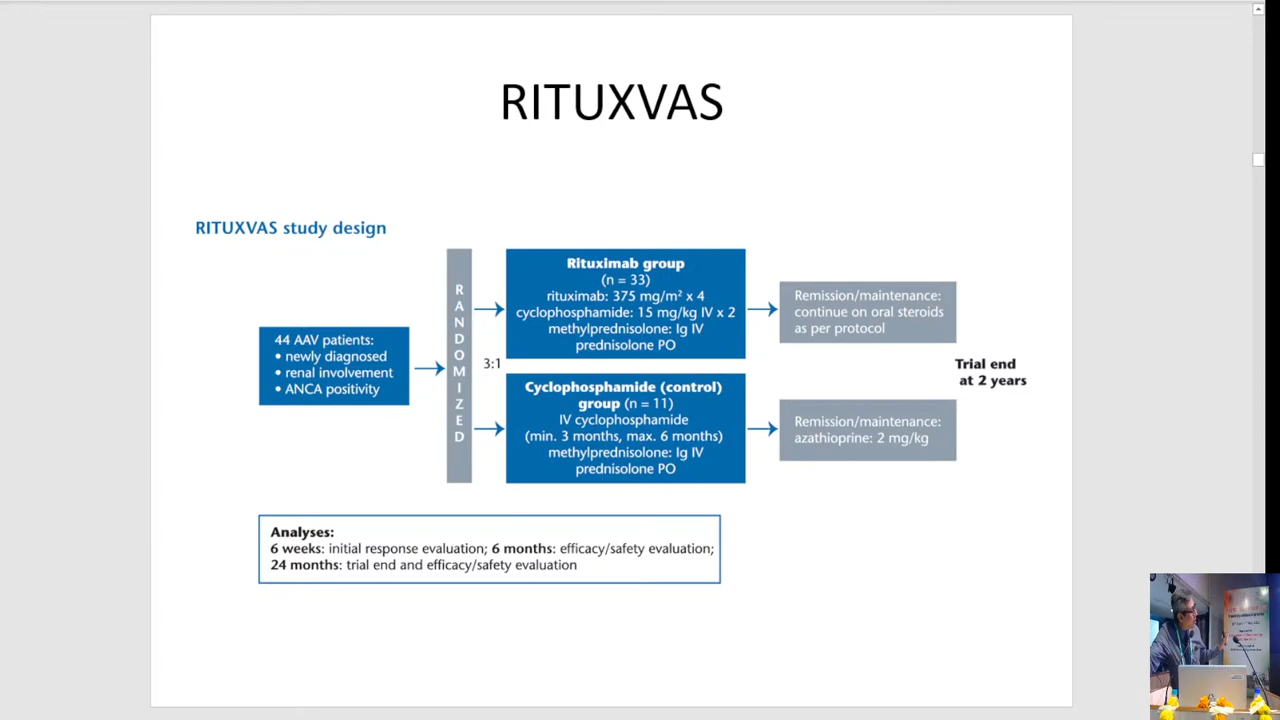 RITUXVAS
RITUXVAS study design
44 AAV patients:
• newly diagnosed
• renal involvement
• ANCA positivity
RANDOMIZED
3:1
Rituximab group
(n = 33)
rituximab: 375 mg/m² x 4
cyclophosphamide: 15 mg/kg IV x 2
methylprednisolone: Ig IV
prednisolone PO
Cyclophosphamide (control)
group (n = 11)
IV cyclophosphamide
(min. 3 months, max. 6 months)
methylprednisolone: Ig IV
prednisolone PO
Remission/maintenance:
continue on oral steroids
as per protocol
Remission/maintenance:
azathioprine: 2 mg/kg
Trial end
at 2 years
Analyses:
6 weeks: initial response evaluation; 6 months: efficacy/safety evaluation;
24 months: trial end and efficacy/safety evaluation